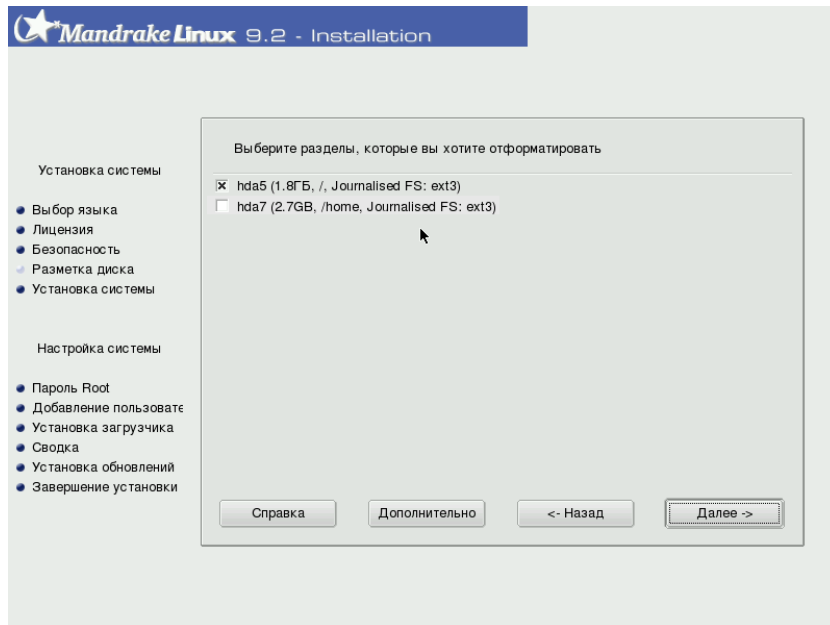 Mandrake Linux 9.2 - Installation
Выберите разделы, которые вы хотите отформатировать
hda5 (1.8ГБ, /, Journalised FS: ext3)
hda7 (2.7GB, /home, Journalised FS: ext3)
Установка системы
Выбор языка
Лицензия
Безопасность
Разметка диска
Установка системы
Настройка системы
Пароль Root
Добавление пользовате
Установка загрузчика
Сводка
Установка обновлений
Завершение установки
Справка
Дополнительно
<- Назад
Далее ->